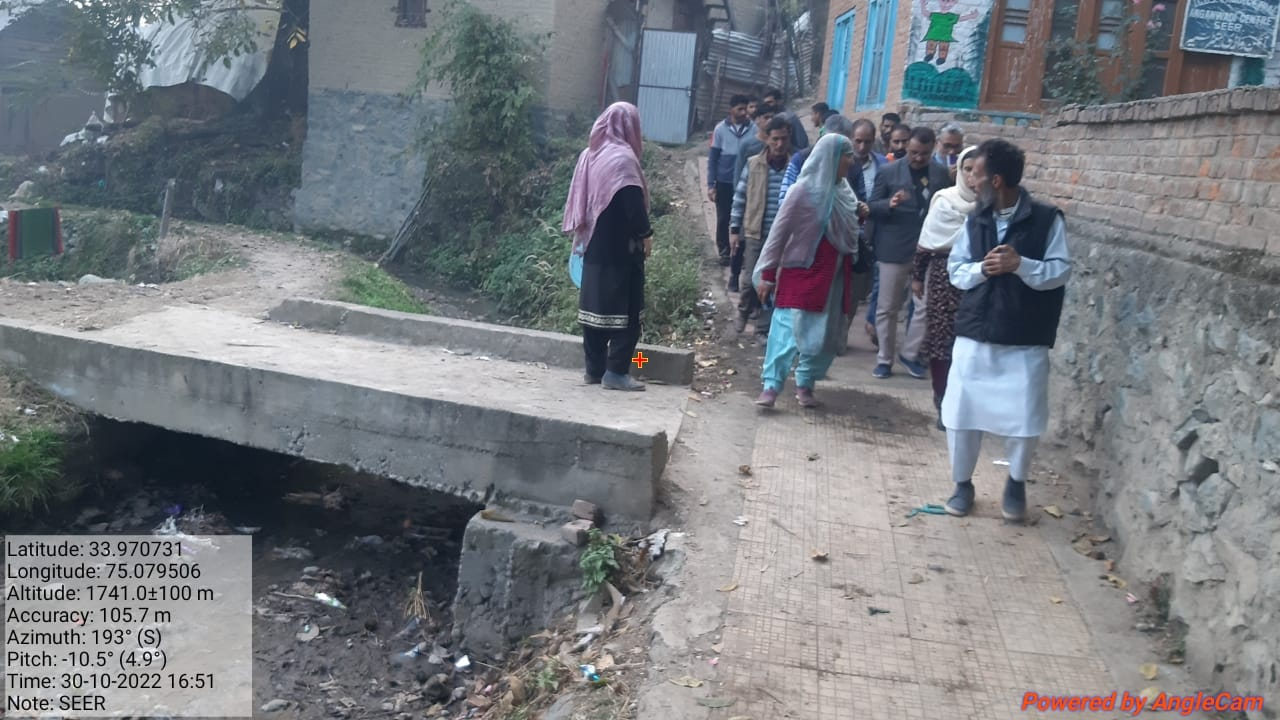 ANGANWADI CENTRE
SEER
Latitude: 33.970731
Longitude: 75.079506
Altitude: 1741.0±100 m
Accuracy: 105.7 m
Azimuth: 193° (S)
Pitch: -10.5° (4.9°)
Time: 30-10-2022 16:51
Note: SEER
Powered by AngleCam